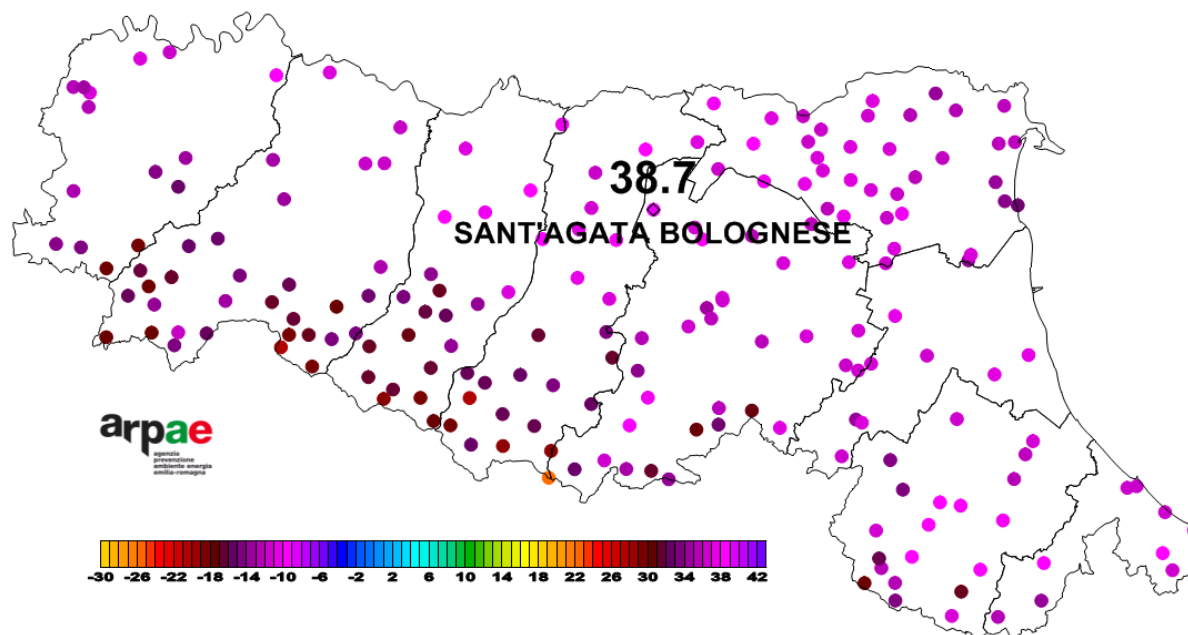 38.7
SANT'AGATA BOLOGNESE
arpae
agenzia
prevenzione
ambiente energia
emilia-romagna
-30 -26 -22 -18 -14 -10 -6 -2 2 6 10 14 18 22 26 30 34 38 42